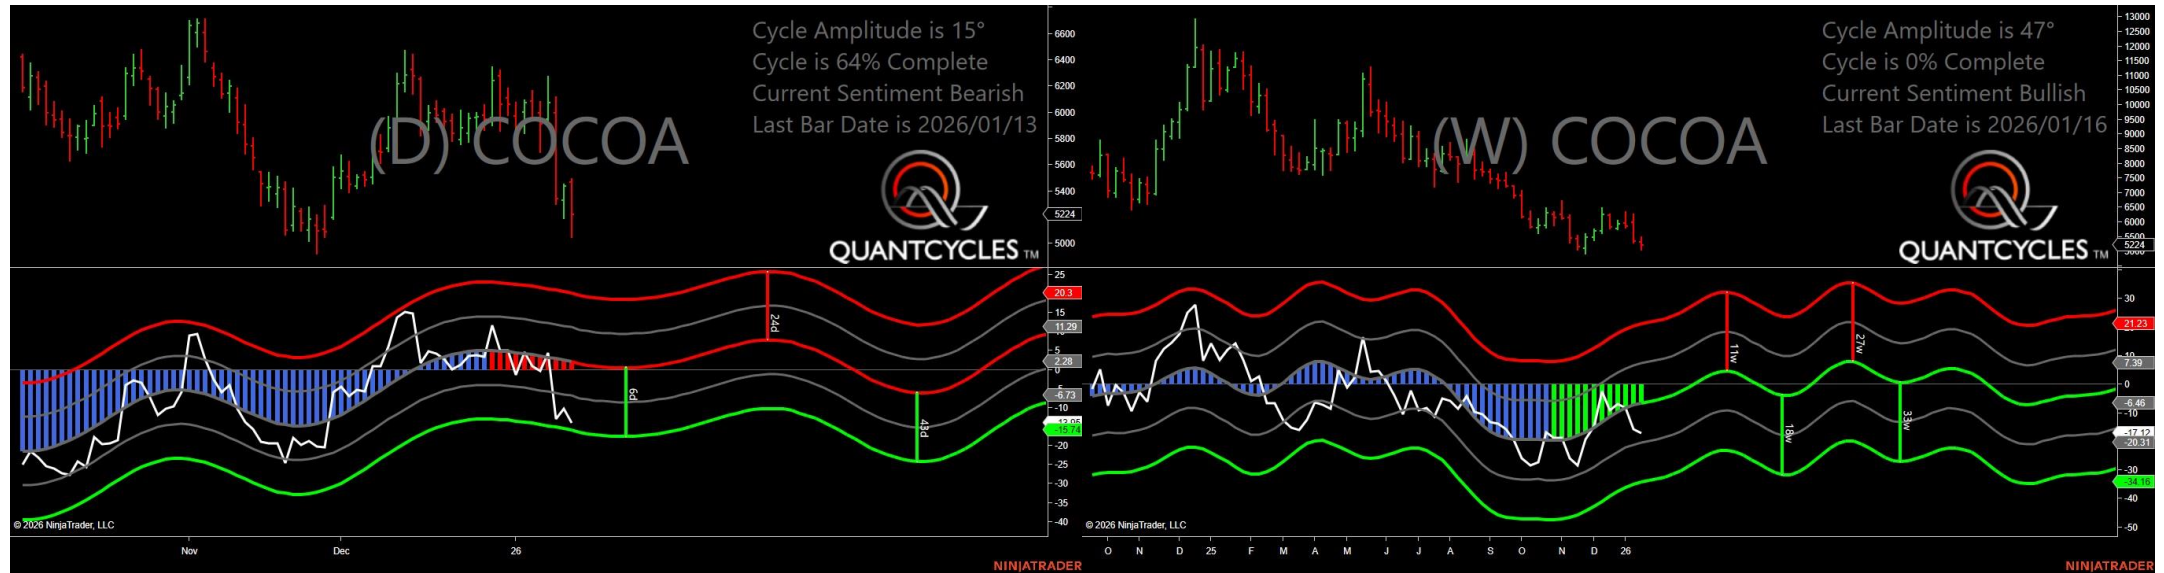 Cycle Amplitude is 15°
Cycle is 64% Complete
Current Sentiment Bearish
Last Bar Date is 2026/01/13
(D) COCOA
QUANTCYCLES TM
6600
6400
6200
6000
5800
5600
5400
5224
5000
25
20.3
15
11.29
5
2.28
0
-6.73
-10
-15.74
-20
-25
-30
-35
-40
24d
6d
43d
© 2026 NinjaTrader, LLC
Nov
Dec
26
NINJATRADER
Cycle Amplitude is 47°
Cycle is 0% Complete
Current Sentiment Bullish
Last Bar Date is 2026/01/16
(W) COCOA
QUANTCYCLES TM
13000
12500
12000
11500
11000
10500
10000
9500
9000
8500
8000
7500
7000
6500
6000
5500
5224
30
21.23
10
7.39
0
-6.46
-10
-17.12
-20.31
-30
-34.16
-40
-50
11w
27w
18w
33w
© 2026 NinjaTrader, LLC
O N D 25 F M A M J J A S O N D 26
NINJATRADER